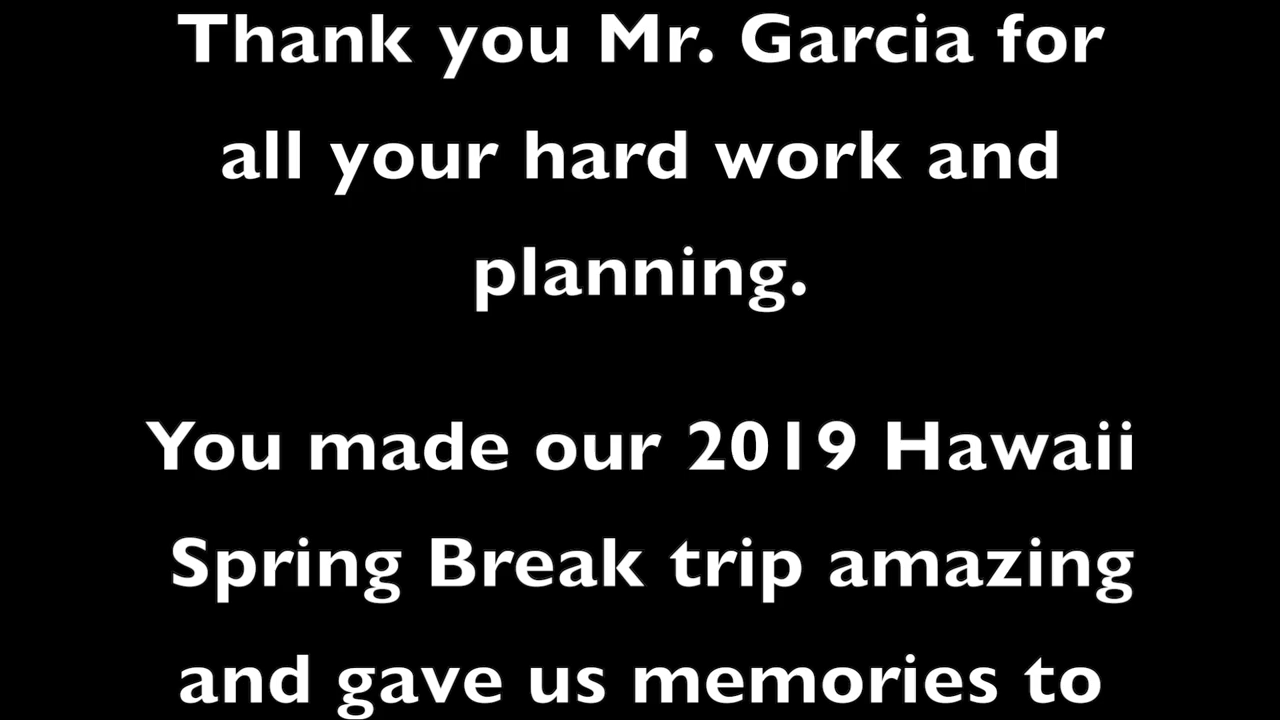 Thank you Mr. Garcia for
all your hard work and
planning.
You made our 2019 Hawaii
Spring Break trip amazing
and gave us memories to